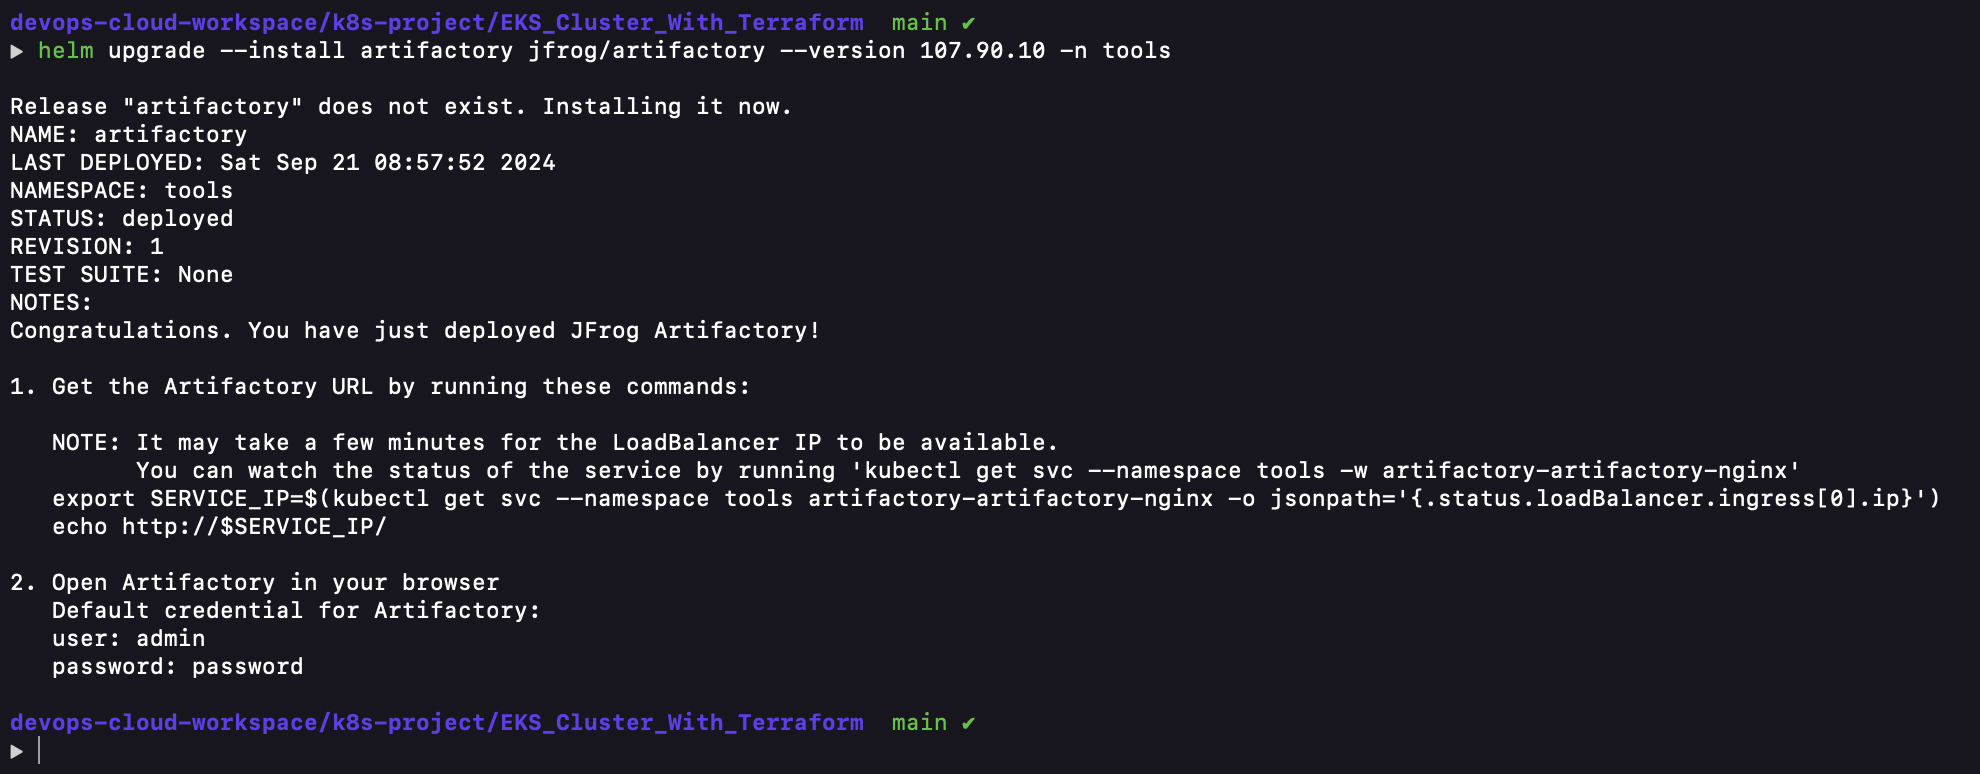 devops-cloud-workspace/k8s-project/EKS_Cluster_With_Terraform  main ✔
▶ helm upgrade --install artifactory jfrog/artifactory --version 107.90.10 -n tools
Release "artifactory" does not exist. Installing it now.
NAME: artifactory
LAST DEPLOYED: Sat Sep 21 08:57:52 2024
NAMESPACE: tools
STATUS: deployed
REVISION: 1
TEST SUITE: None
NOTES:
Congratulations. You have just deployed JFrog Artifactory!
1. Get the Artifactory URL by running these commands:
   NOTE: It may take a few minutes for the LoadBalancer IP to be available.
         You can watch the status of the service by running 'kubectl get svc --namespace tools -w artifactory-artifactory-nginx'
   export SERVICE_IP=$(kubectl get svc --namespace tools artifactory-artifactory-nginx -o jsonpath='{.status.loadBalancer.ingress[0].ip}')
   echo http://$SERVICE_IP/
2. Open Artifactory in your browser
   Default credential for Artifactory:
   user: admin
   password: password
devops-cloud-workspace/k8s-project/EKS_Cluster_With_Terraform  main ✔
▶